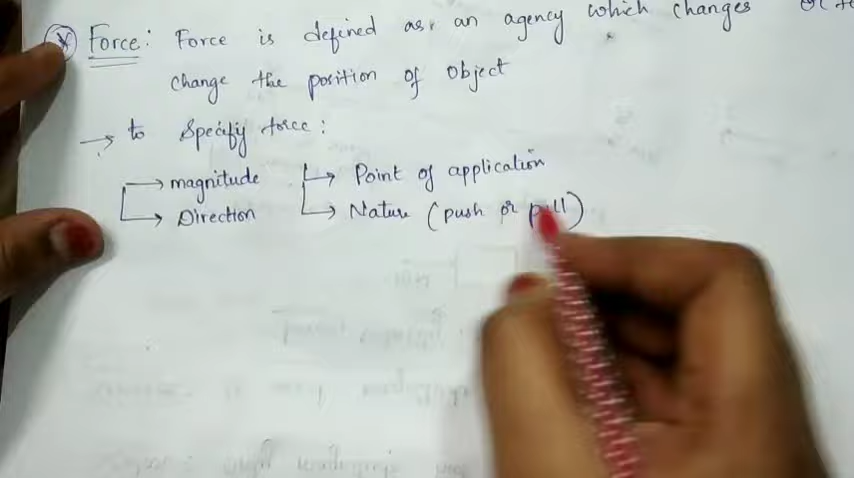 Force: Force is defined as, an agency which changes
change the position of object
→ to Specify force:
→ magnitude → Point of application
→ Direction → Nature (push or pull)